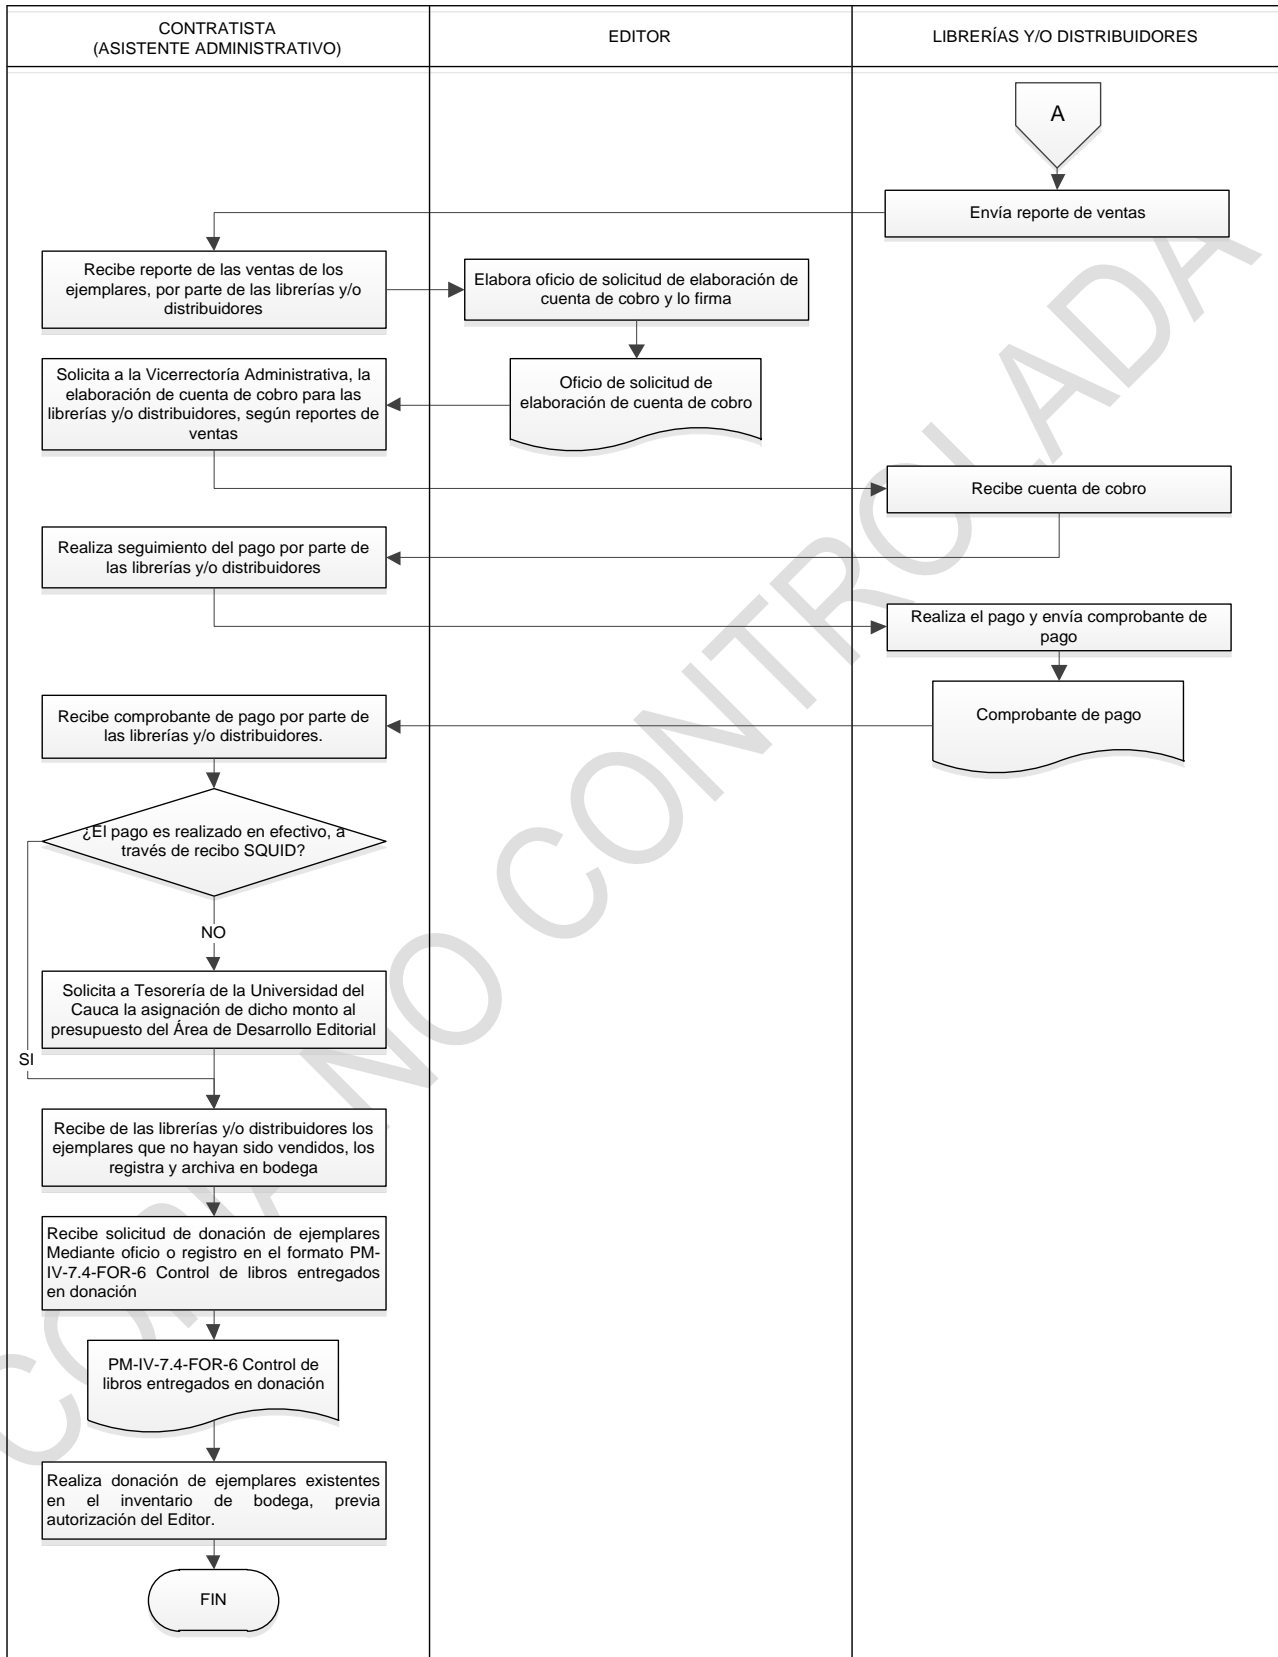 CONTRATISTA
(ASISTENTE ADMINISTRATIVO)
EDITOR
LIBRERÍAS Y/O DISTRIBUIDORES
A
Envía reporte de ventas
Recibe reporte de las ventas de los
ejemplares, por parte de las librerías y/o
distribuidores
Elabora oficio de solicitud de elaboración de
cuenta de cobro y lo firma
Solicita a la Vicerrectoría Administrativa, la
elaboración de cuenta de cobro para las
librerías y/o distribuidores, según reportes de
ventas
Oficio de solicitud de
elaboración de cuenta de cobro
Recibe cuenta de cobro
Realiza seguimiento del pago por parte de
las librerías y/o distribuidores
Realiza el pago y envía comprobante de
pago
Comprobante de pago
Recibe comprobante de pago por parte de
las librerías y/o distribuidores.
¿El pago es realizado en efectivo, a
través de recibo SQUID?
NO
Solicita a Tesorería de la Universidad del
Cauca la asignación de dicho monto al
presupuesto del Área de Desarrollo Editorial
SI
Recibe de las librerías y/o distribuidores los
ejemplares que no hayan sido vendidos, los
registra y archiva en bodega
Recibe solicitud de donación de ejemplares
Mediante oficio o registro en el formato PM-
IV-7.4-FOR-6 Control de libros entregados
en donación
PM-IV-7.4-FOR-6 Control de
libros entregados en donación
Realiza donación de ejemplares existentes
en el inventario de bodega, previa
autorización del Editor.
FIN
COPIA NO CONTROLADA